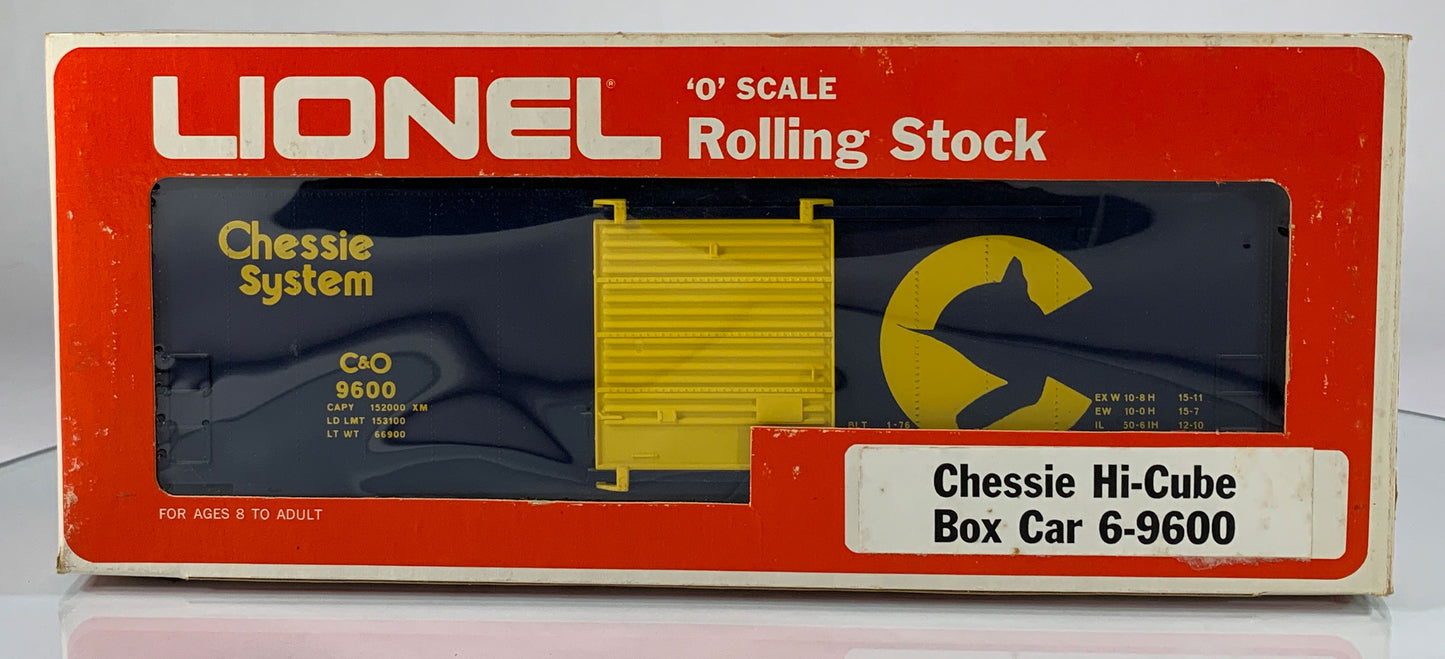 LIONEL®
‘O’ SCALE
Rolling Stock
Chessie
System
C&O
9600
CAPY 152000 XM
LD LMT 153100
LT WT 66900
BLT 1-76
EX W 10-8 H 15-11
EW 10-0 H 15-7
IL 50-6 IH 12-10
FOR AGES 8 TO ADULT
Chessie Hi-Cube
Box Car 6-9600